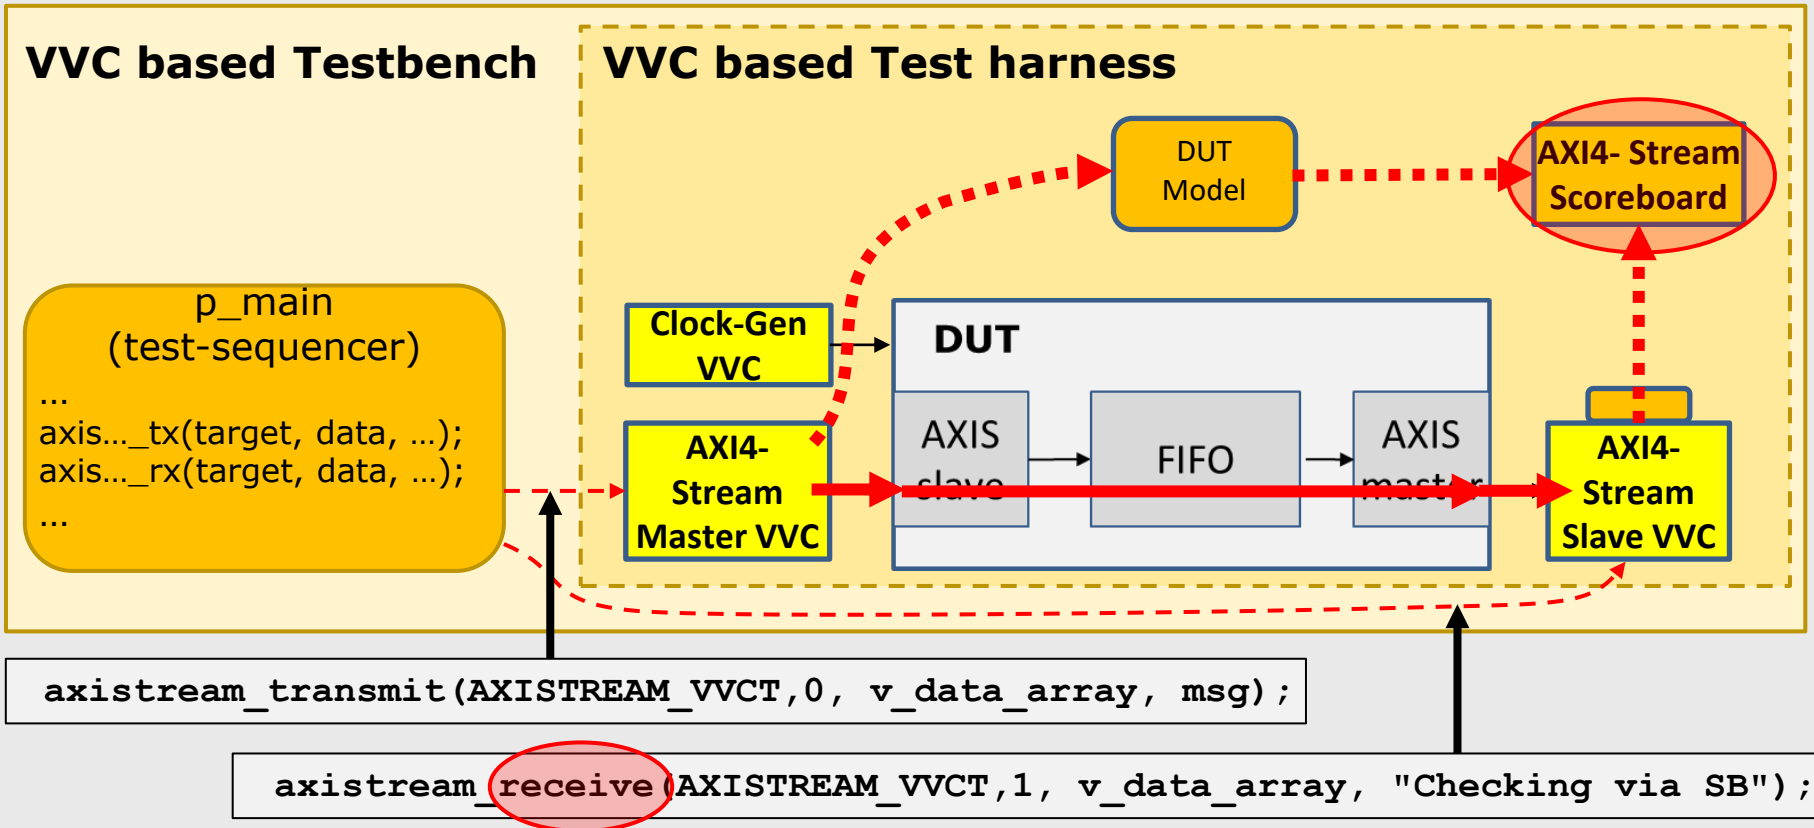 VVC based Testbench
VVC based Test harness
DUT
Model
AXI4- Stream
Scoreboard
p_main
(test-sequencer)
...
axis…_tx(target, data, …);
axis…_rx(target, data, …);
...
Clock-Gen
VVC
DUT
AXI4-
Stream
Master VVC
AXIS
slave
FIFO
AXIS
master
AXI4-
Stream
Slave VVC
axistream_transmit(AXISTREAM_VVCT,0, v_data_array, msg);
axistream_receive(AXISTREAM_VVCT,1, v_data_array, "Checking via SB");